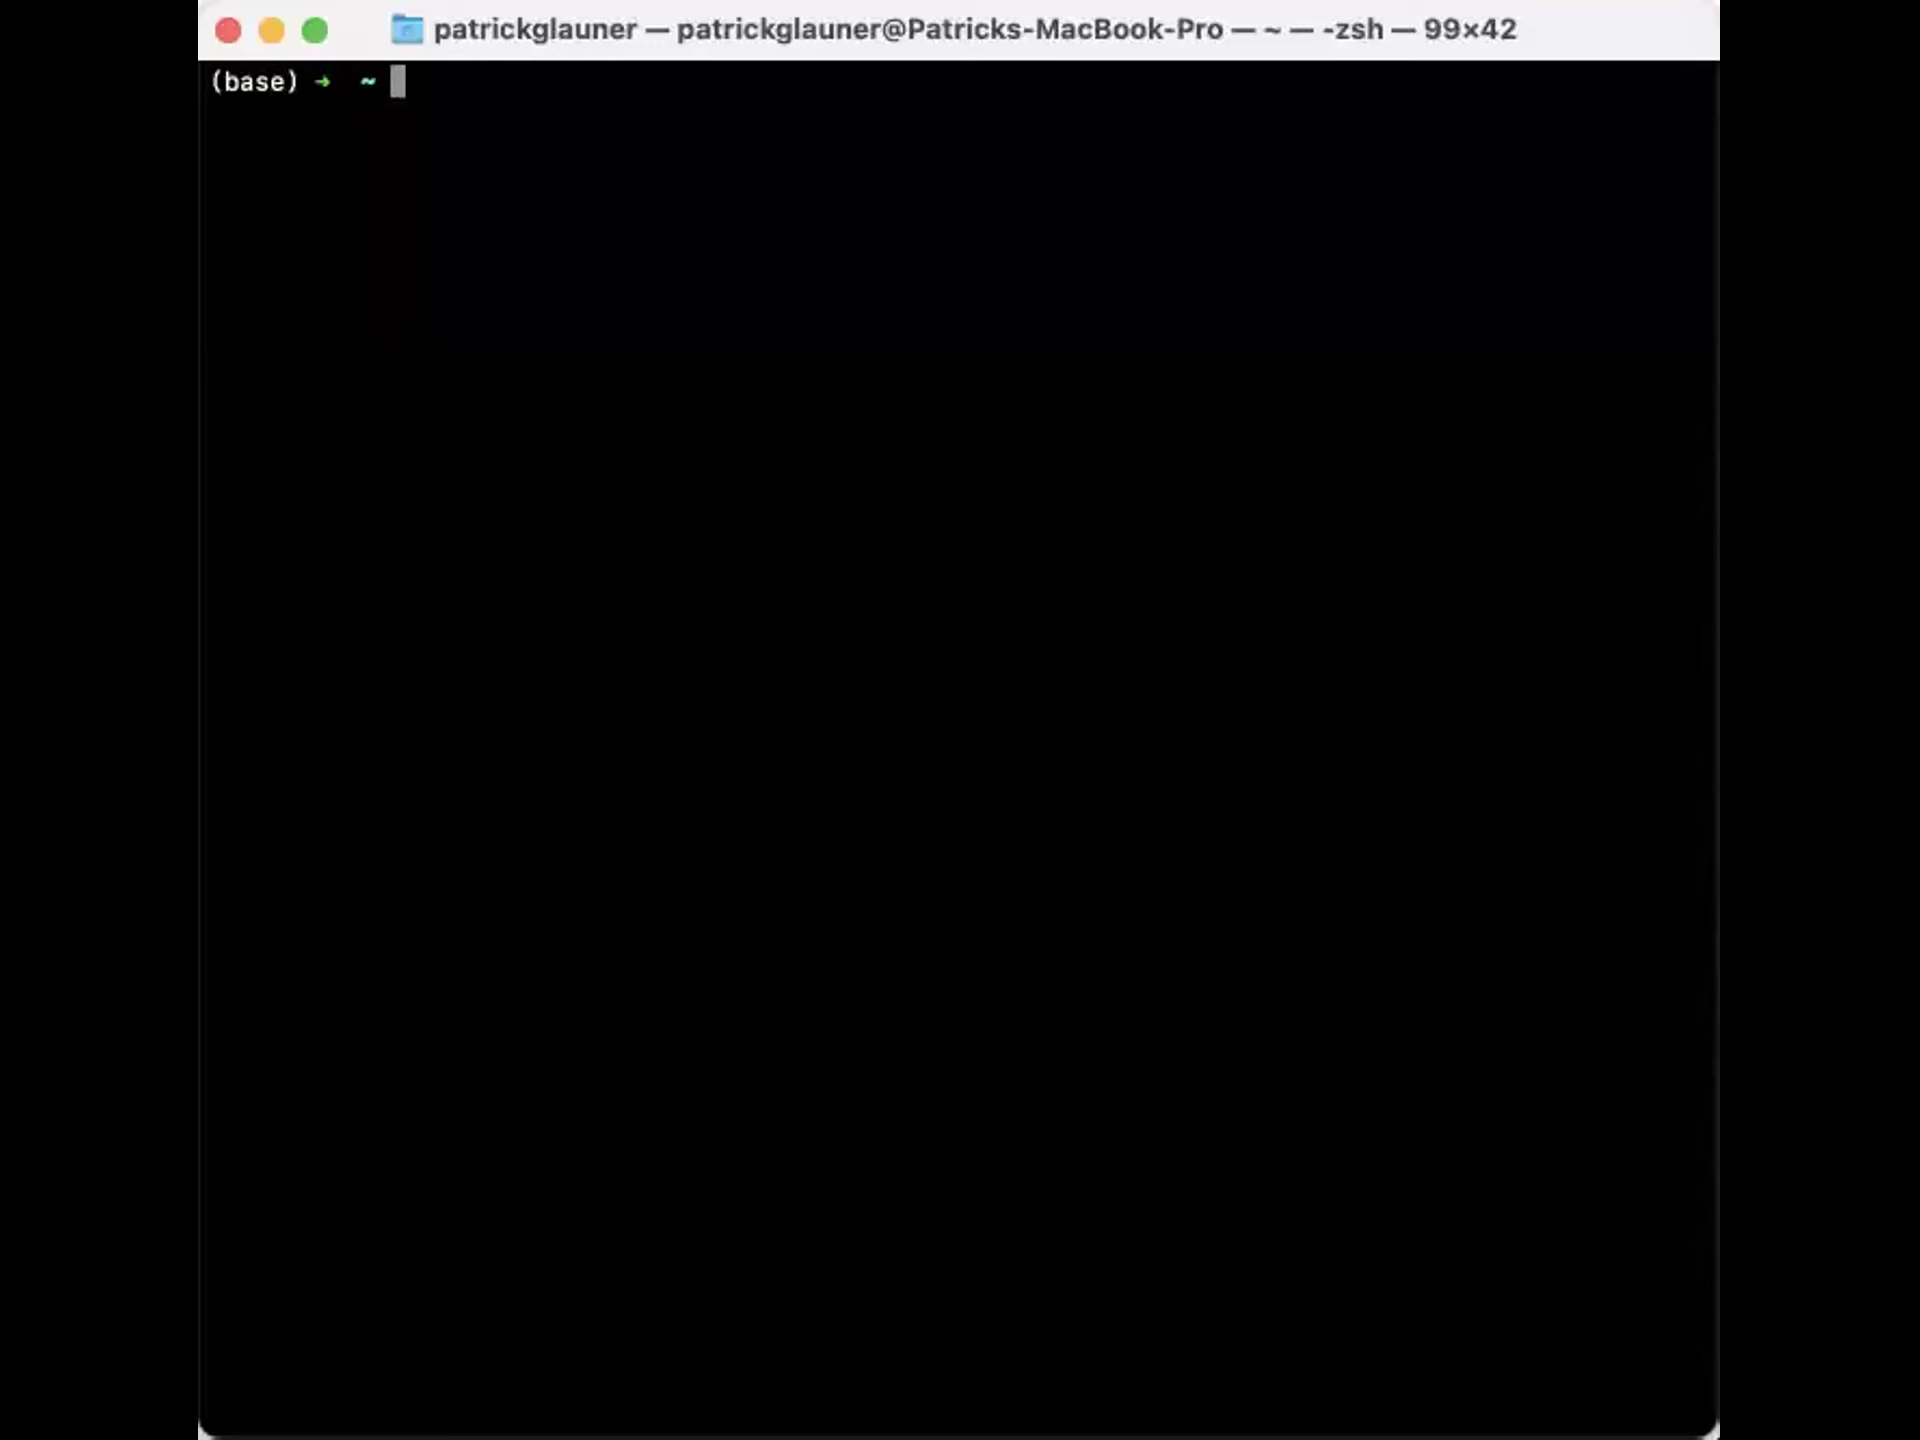 patrickglauner — patrickglauner@Patricks-MacBook-Pro — ~ — -zsh — 99×42
(base) ➜ ~